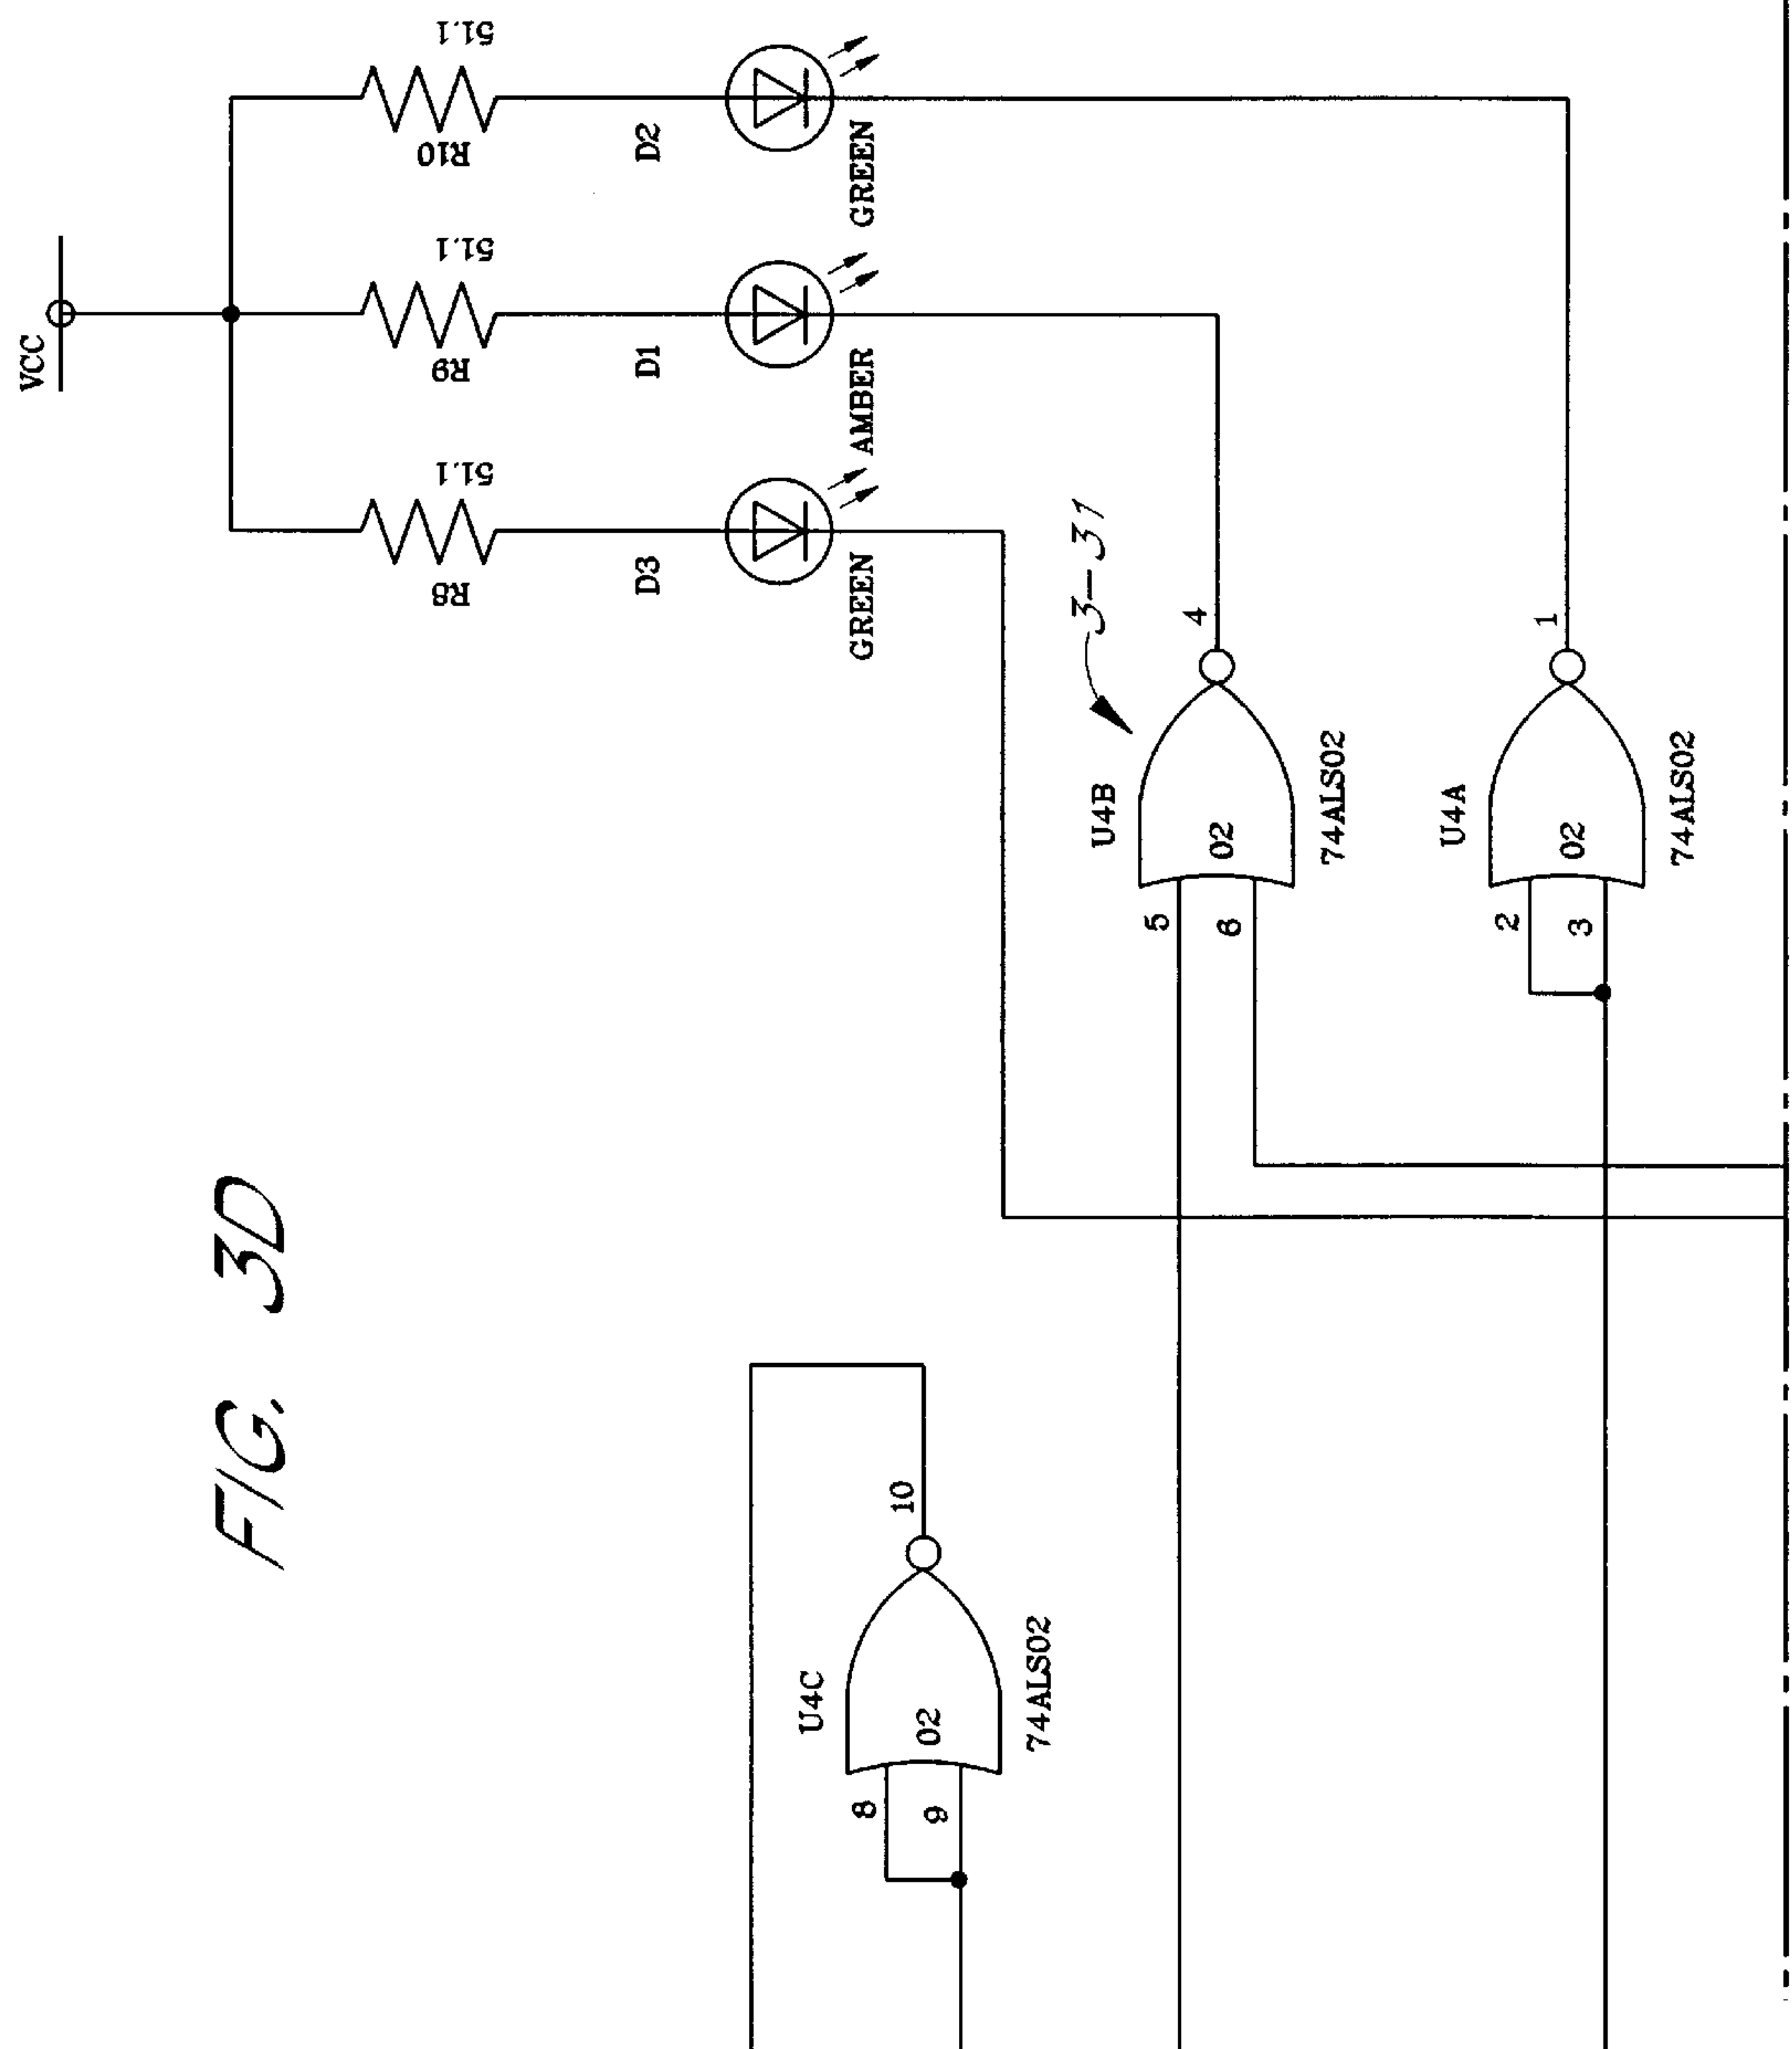 FIG. 3D
VCC
R8
51.1
R9
51.1
R10
51.1
D3
GREEN
D1
AMBER
D2
GREEN
3-31
U4B
5
6
02
4
74ALS02
U4A
2
3
02
1
74ALS02
U4C
8
9
02
10
74ALS02